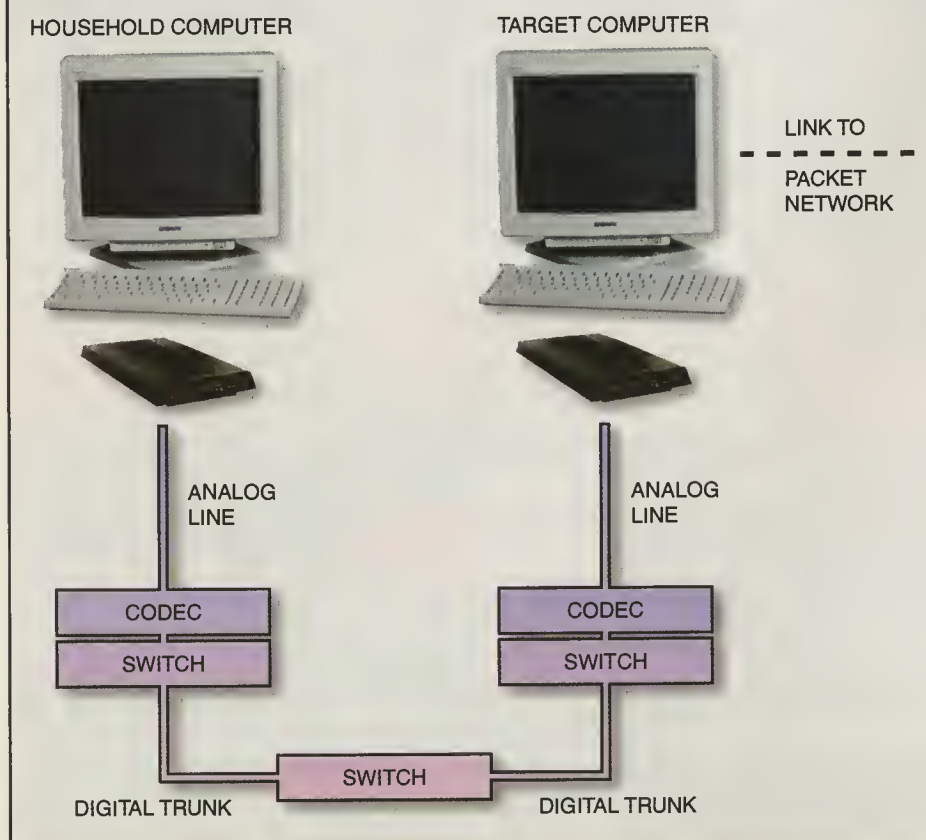 HOUSEHOLD COMPUTER
TARGET COMPUTER
LINK TO
PACKET
NETWORK
ANALOG
LINE
ANALOG
LINE
CODEC
CODEC
SWITCH
SWITCH
SWITCH
DIGITAL TRUNK
DIGITAL TRUNK